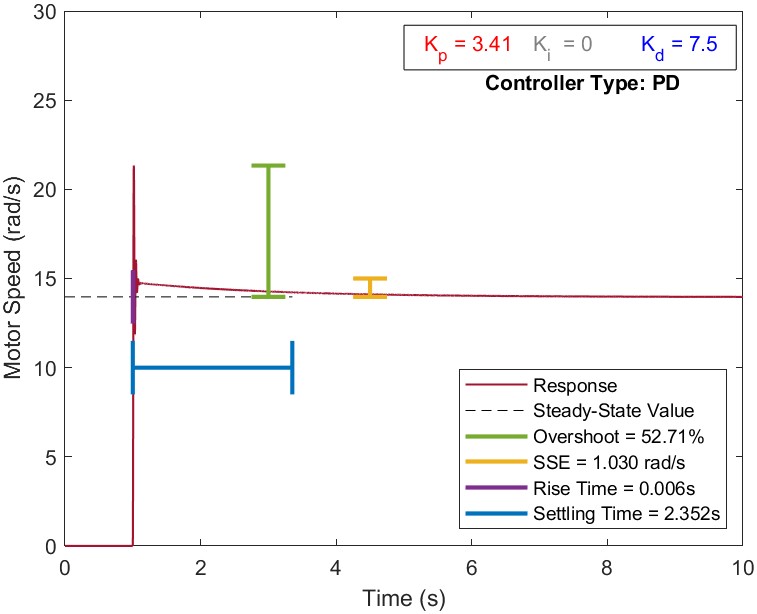 30
25
20
15
10
5
0
Motor Speed (rad/s)
Kp = 3.41 Ki = 0 Kd = 7.5
Controller Type: PD
Response
Steady-State Value
Overshoot = 52.71%
SSE = 1.030 rad/s
Rise Time = 0.006s
Settling Time = 2.352s
0 2 4 6 8 10
Time (s)